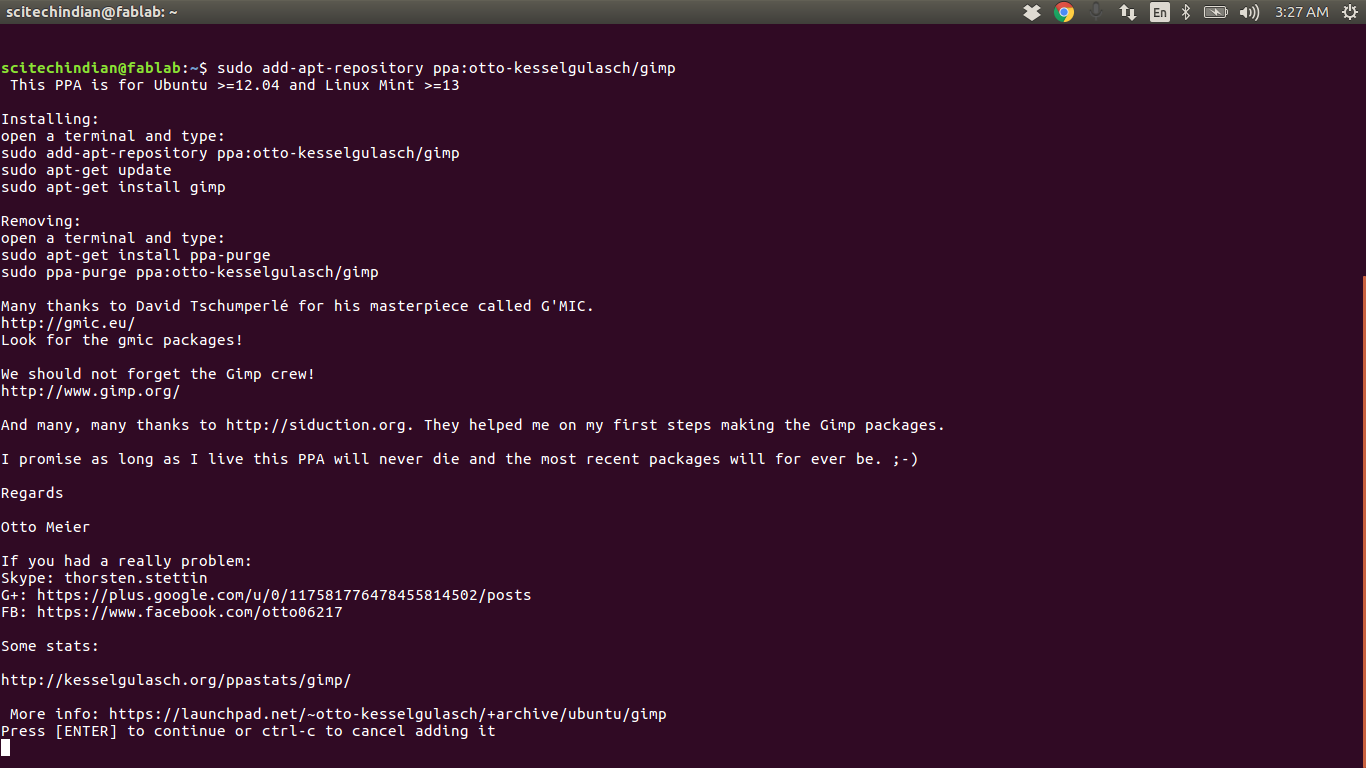 scitechindian@fablab: ~
En
3:27 AM
scitechindian@fablab:~$ sudo add-apt-repository ppa:otto-kesselgulasch/gimp
This PPA is for Ubuntu >=12.04 and Linux Mint >=13
Installing:
open a terminal and type:
sudo add-apt-repository ppa:otto-kesselgulasch/gimp
sudo apt-get update
sudo apt-get install gimp
Removing:
open a terminal and type:
sudo apt-get install ppa-purge
sudo ppa-purge ppa:otto-kesselgulasch/gimp
Many thanks to David Tschumperlé for his masterpiece called G'MIC.
http://gmic.eu/
Look for the gmic packages!
We should not forget the Gimp crew!
http://www.gimp.org/
And many, many thanks to http://siduction.org. They helped me on my first steps making the Gimp packages.
I promise as long as I live this PPA will never die and the most recent packages will for ever be. ;-)
Regards
Otto Meier
If you had a really problem:
Skype: thorsten.stettin
G+: https://plus.google.com/u/0/117581776478455814502/posts
FB: https://www.facebook.com/otto06217
Some stats:
http://kesselgulasch.org/ppastats/gimp/
More info: https://launchpad.net/~otto-kesselgulasch/+archive/ubuntu/gimp
Press [ENTER] to continue or ctrl-c to cancel adding it